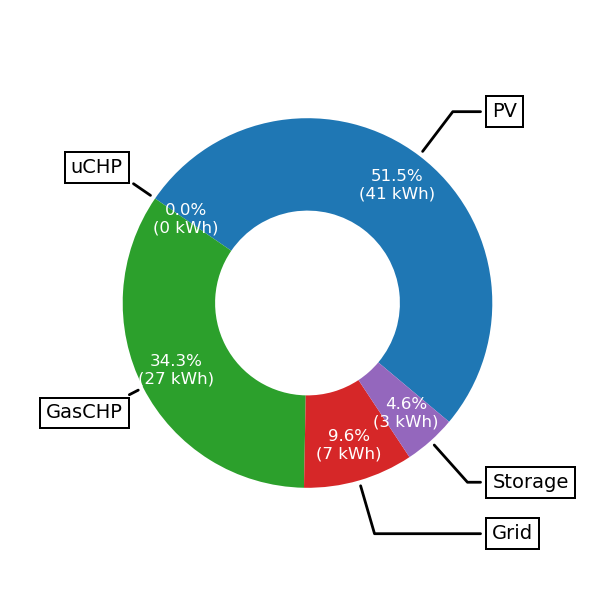 PV
51.5%
(41 kWh)
uCHP
0.0%
(0 kWh)
34.3%
(27 kWh)
GasCHP
9.6%
(7 kWh)
4.6%
(3 kWh)
Storage
Grid